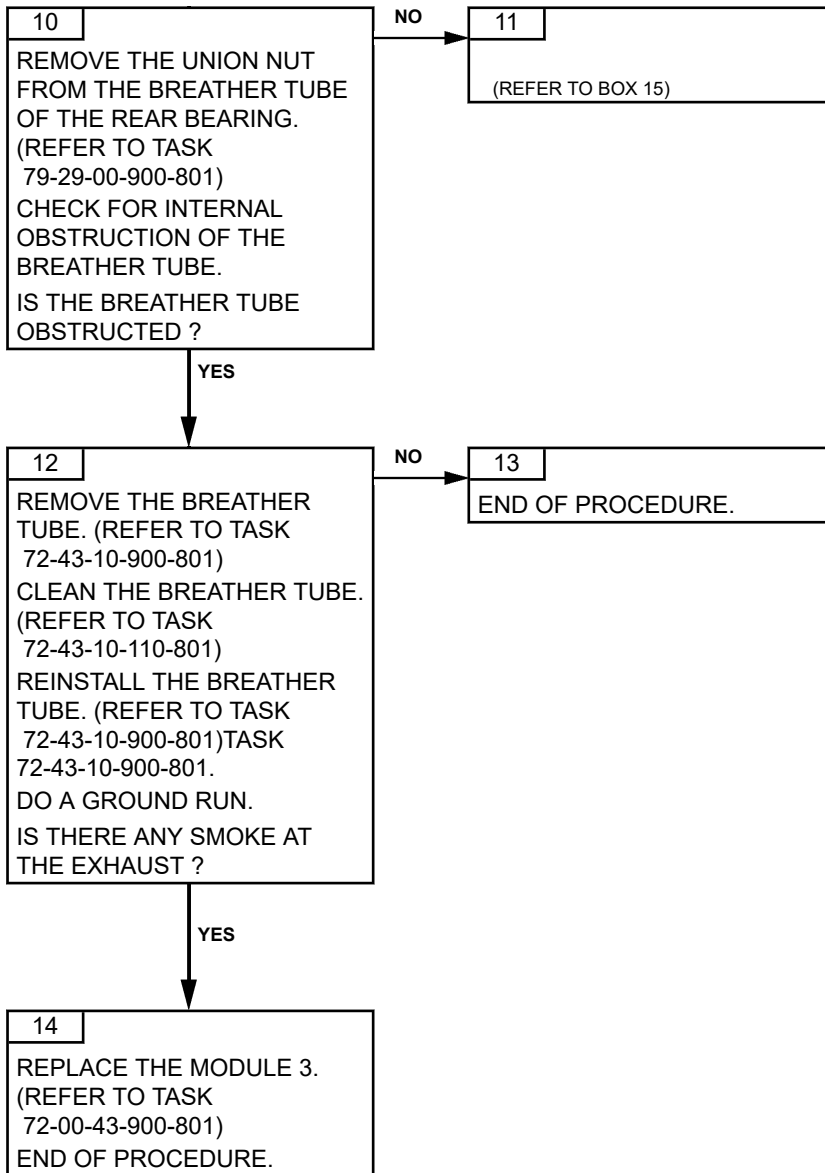 10
REMOVE THE UNION NUT
FROM THE BREATHER TUBE
OF THE REAR BEARING.
(REFER TO TASK
79-29-00-900-801)
CHECK FOR INTERNAL
OBSTRUCTION OF THE
BREATHER TUBE.
IS THE BREATHER TUBE
OBSTRUCTED ?
NO
11
(REFER TO BOX 15)
YES
12
REMOVE THE BREATHER
TUBE. (REFER TO TASK
72-43-10-900-801)
CLEAN THE BREATHER TUBE.
(REFER TO TASK
72-43-10-110-801)
REINSTALL THE BREATHER
TUBE. (REFER TO TASK
72-43-10-900-801)TASK
72-43-10-900-801.
DO A GROUND RUN.
IS THERE ANY SMOKE AT
THE EXHAUST ?
NO
13
END OF PROCEDURE.
YES
14
REPLACE THE MODULE 3.
(REFER TO TASK
72-00-43-900-801)
END OF PROCEDURE.